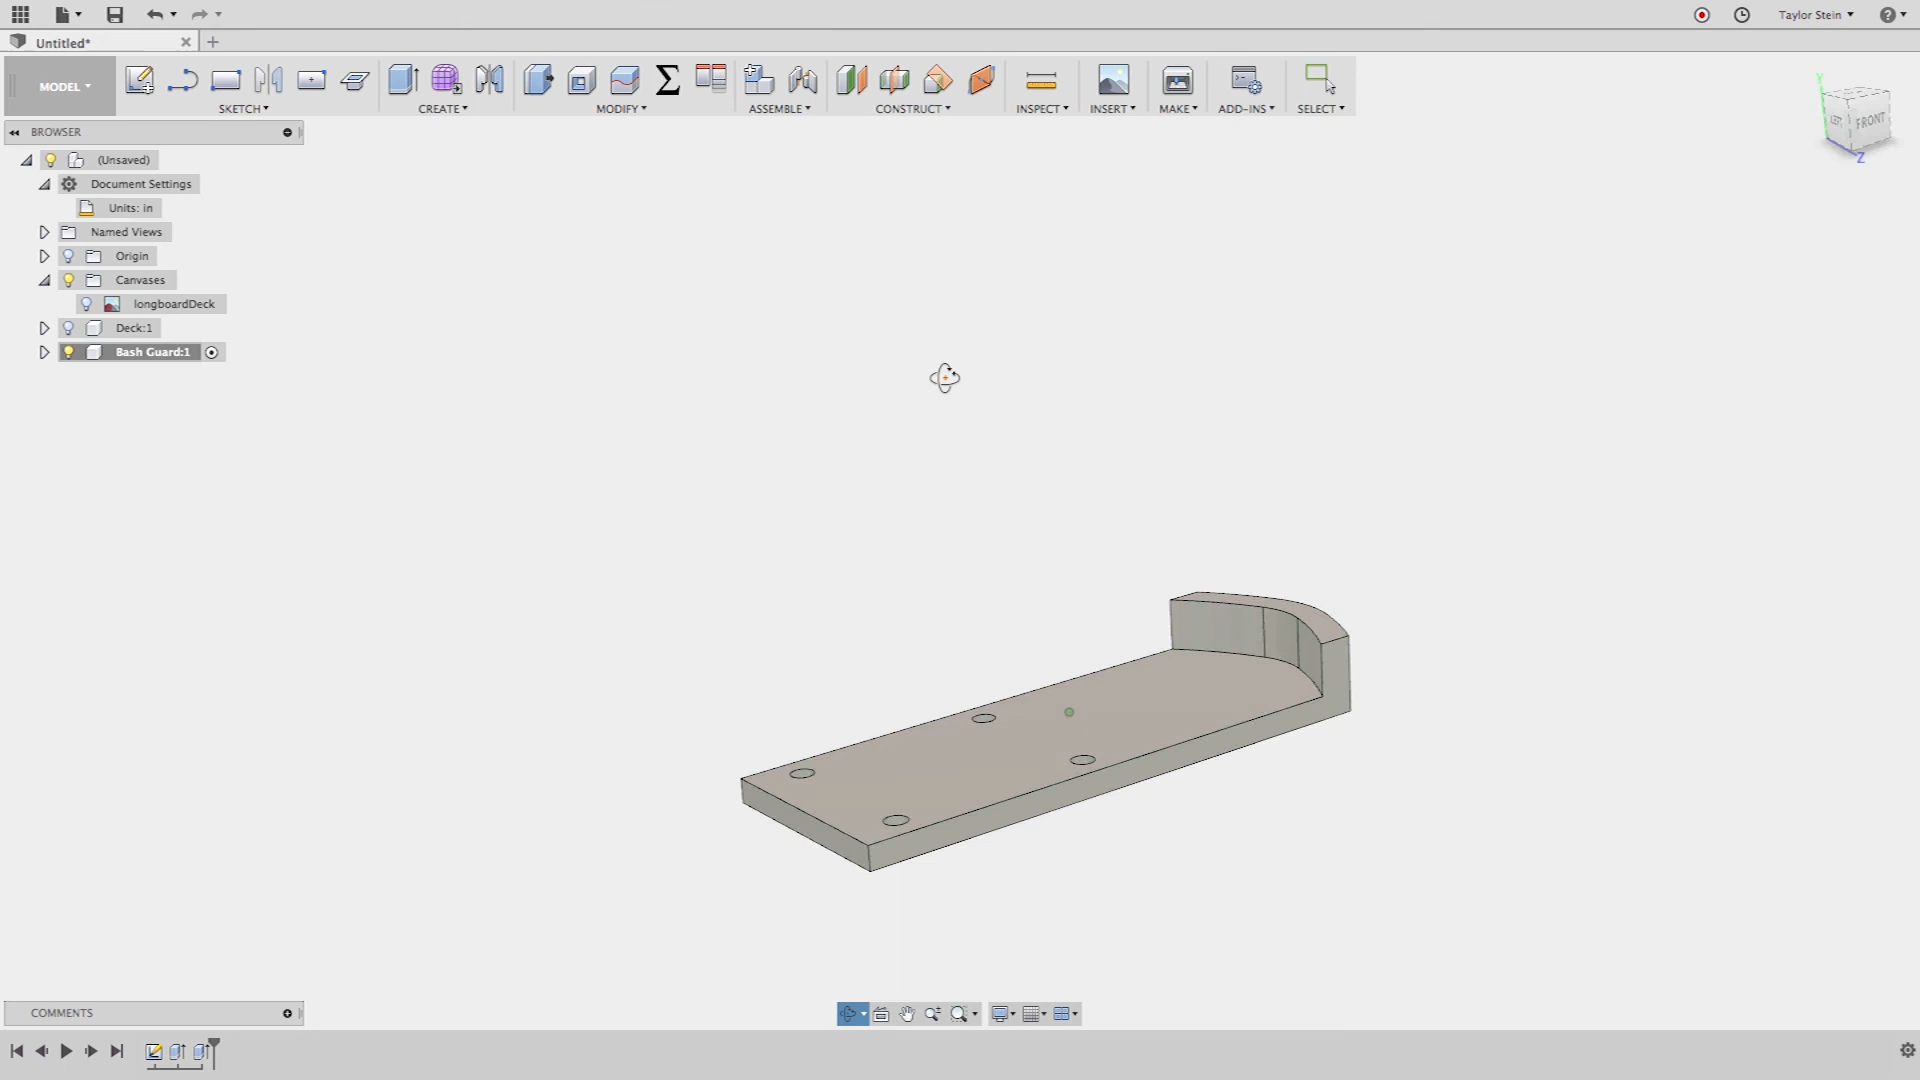 Taylor Stein
Untitled*
MODEL
SKETCH
CREATE
MODIFY
ASSEMBLE
CONSTRUCT
INSPECT
INSERT
MAKE
ADD-INS
SELECT
Y
LEFT
FRONT
Z
BROWSER
(Unsaved)
Document Settings
Units: in
Named Views
Origin
Canvases
longboardDeck
Deck:1
Bash Guard:1
COMMENTS